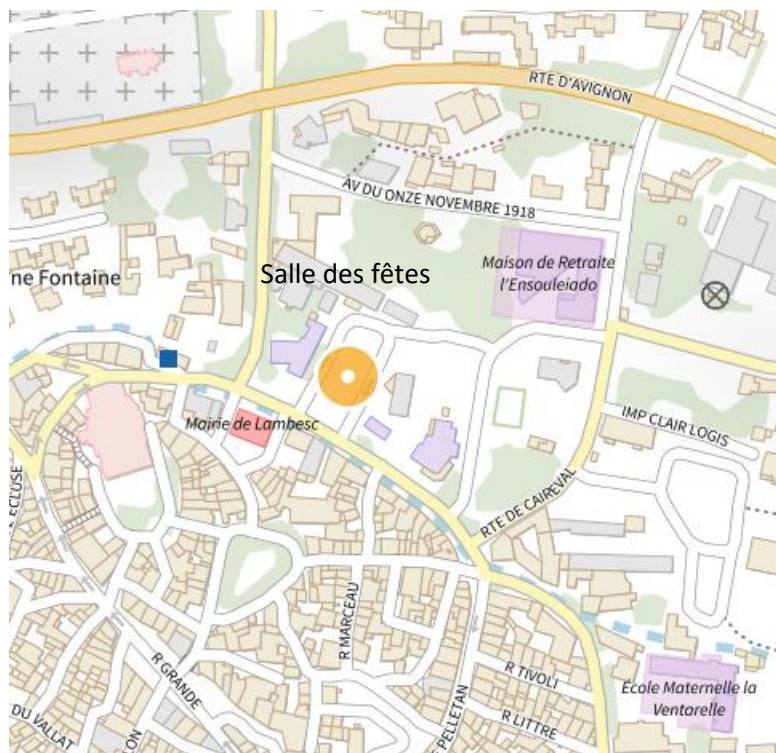 RTE D'AVIGNON
AV DU ONZE NOVEMBRE 1918
ne Fontaine
Salle des fêtes
Maison de Retraite
l'Ensouleiado
Mairie de Lambesc
IMP CLAIR LOGIS
ECLUSE
RTE DE CAIREVAL
R MARCEAU
R GRANDE
PELLETAN
R TIVOLI
R LITTRE
École Maternelle la
Ventarelle
DU VALLAT